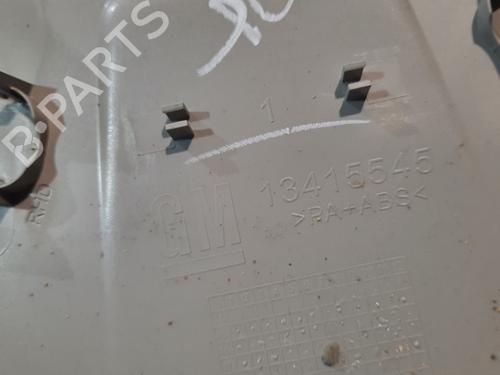 B-PARTS
1
13415545
GM
>PA+ABS<
RHD